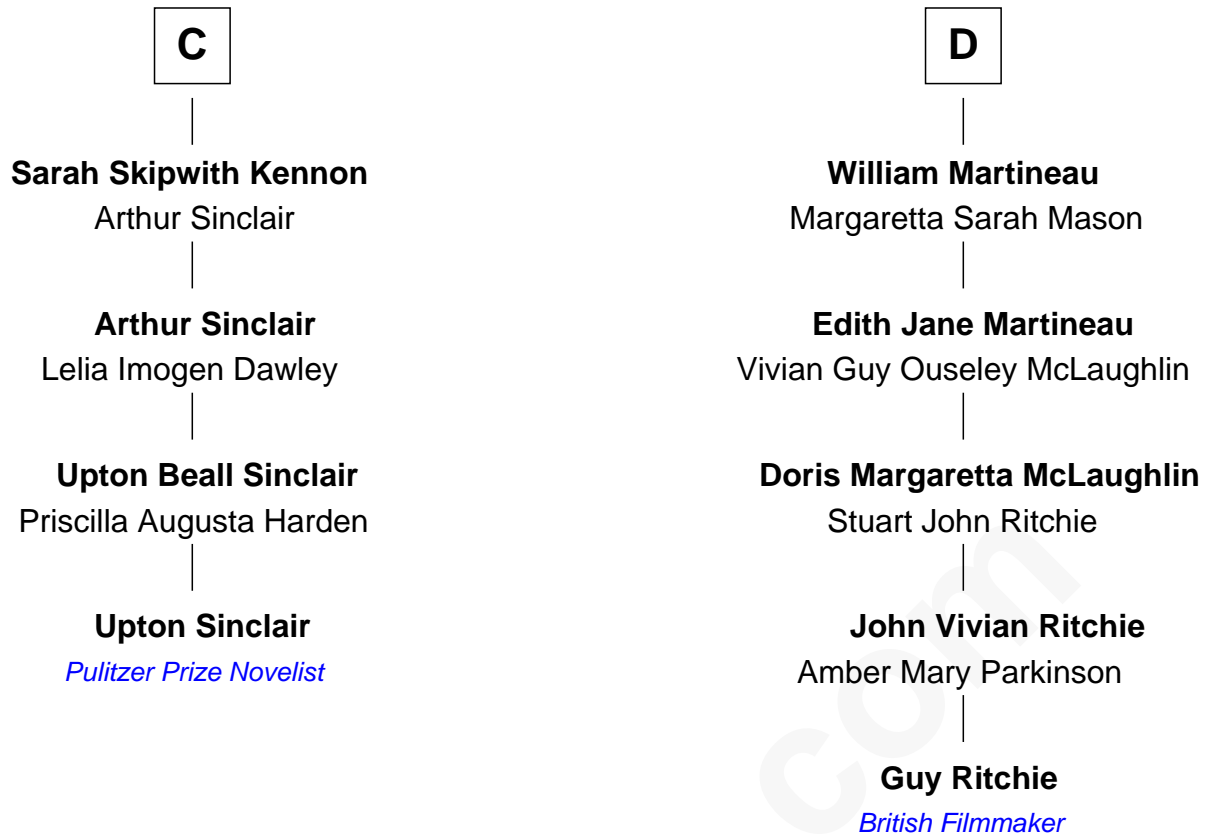 C
Sarah Skipwith Kennon
Arthur Sinclair
Arthur Sinclair
Lelia Imogen Dawley
Upton Beall Sinclair
Priscilla Augusta Harden
Upton Sinclair
Pulitzer Prize Novelist
D
William Martineau
Margaretta Sarah Mason
Edith Jane Martineau
Vivian Guy Ouseley McLaughlin
Doris Margaretta McLaughlin
Stuart John Ritchie
John Vivian Ritchie
Amber Mary Parkinson
Guy Ritchie
British Filmmaker
com